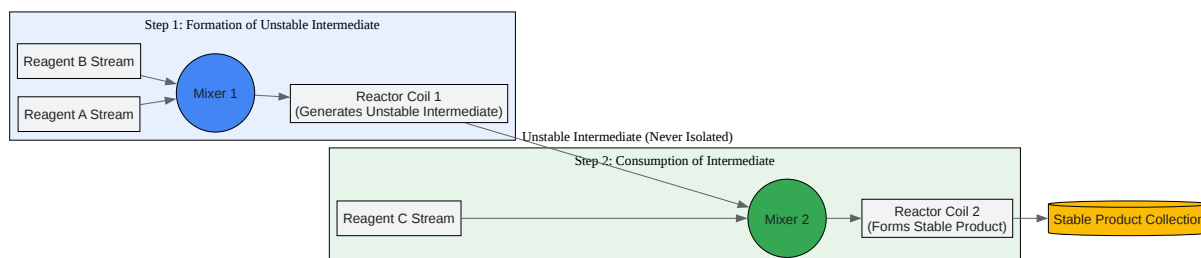 Step 1: Formation of Unstable Intermediate
Reagent B Stream
Reagent A Stream
Mixer 1
Reactor Coil 1
(Generates Unstable Intermediate)
Unstable Intermediate (Never Isolated)
Step 2: Consumption of Intermediate
Reagent C Stream
Mixer 2
Reactor Coil 2
(Forms Stable Product)
Stable Product Collection